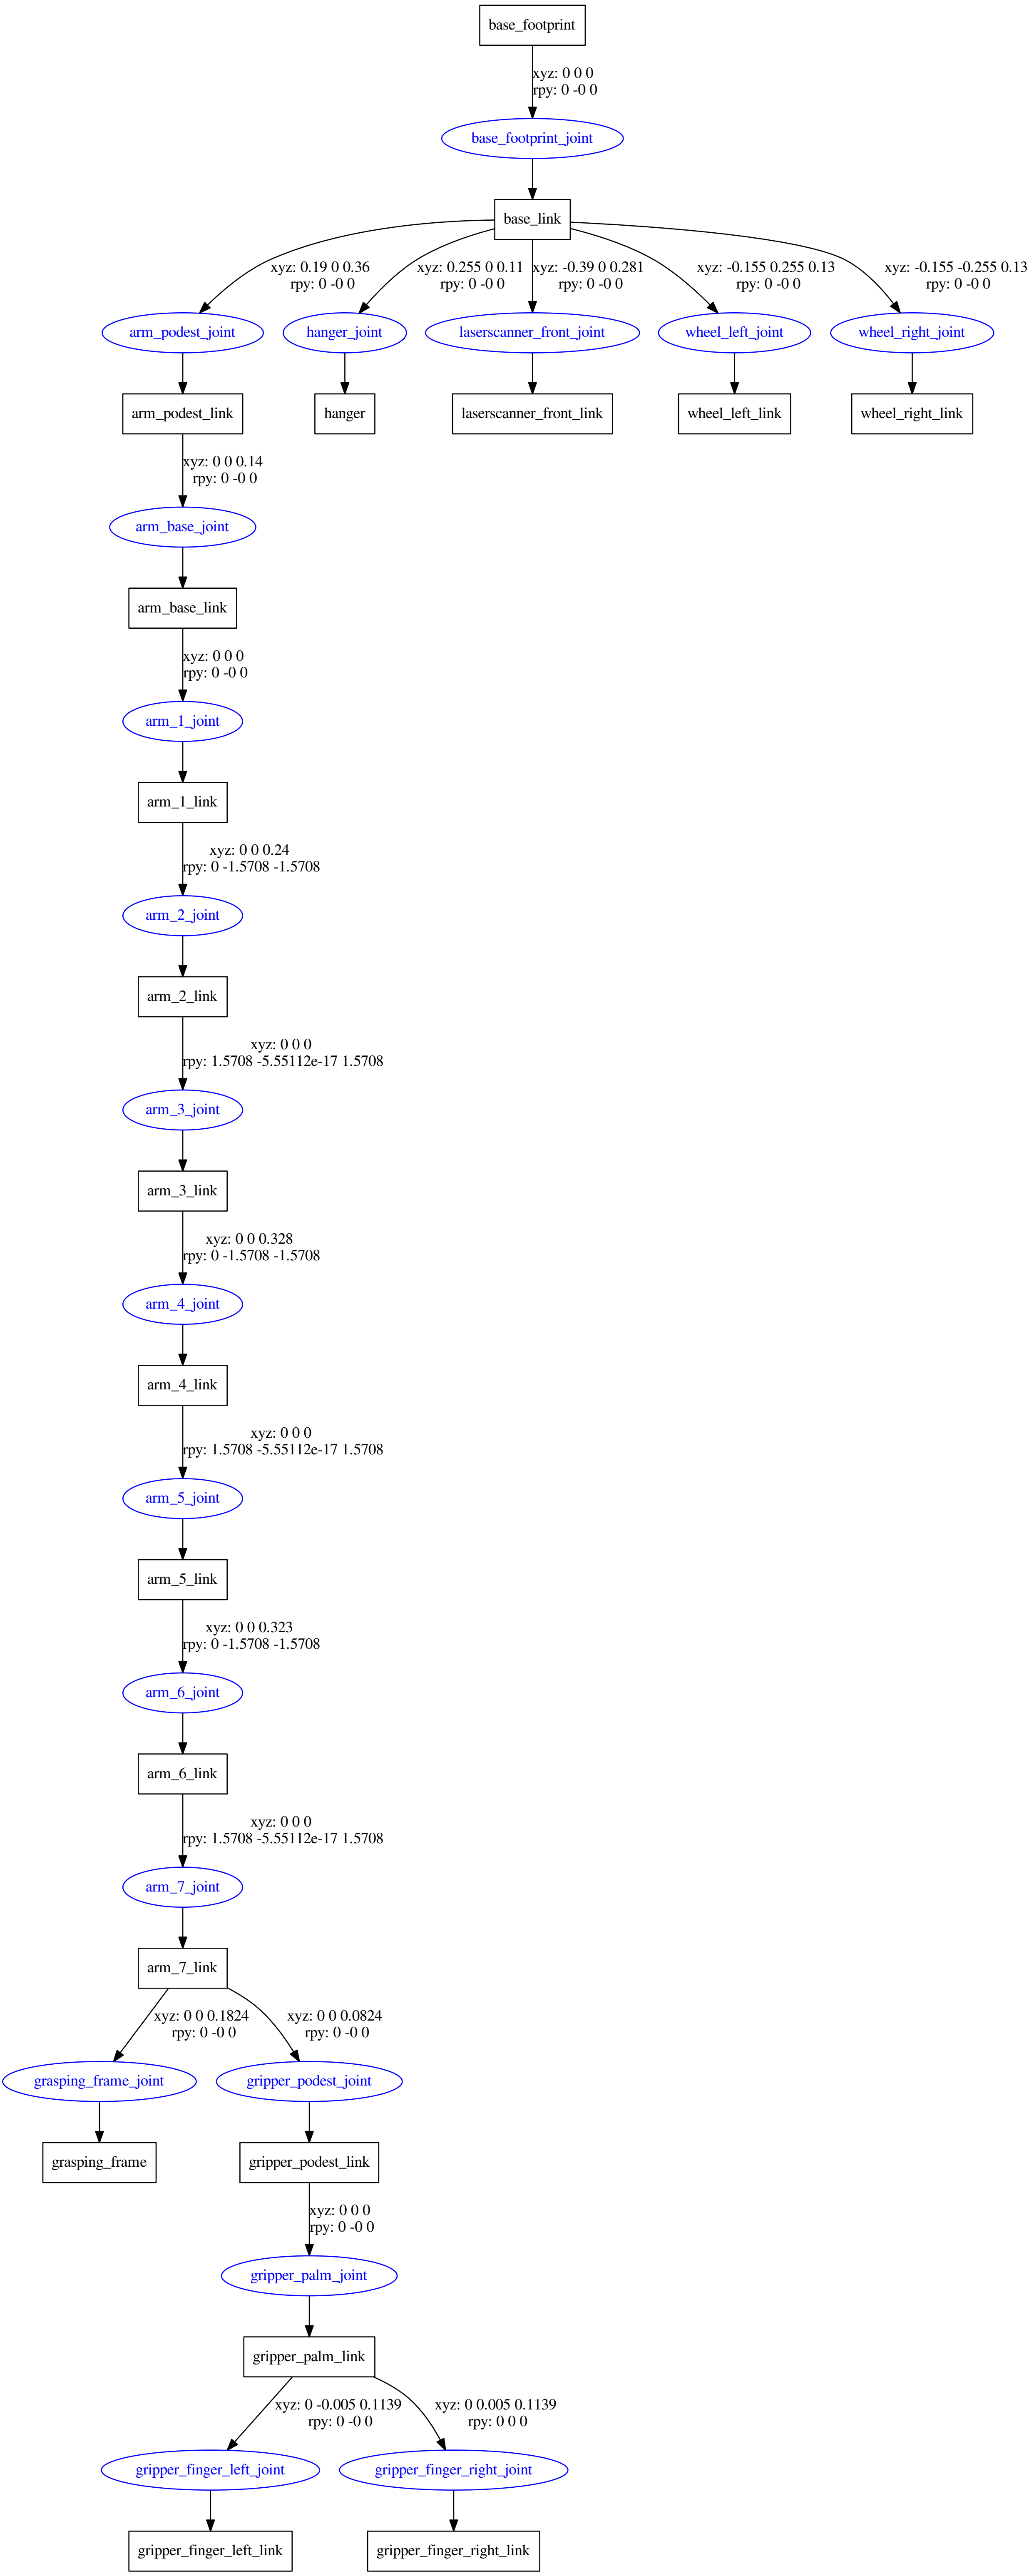 base_footprint
xyz: 0 0 0
rpy: 0 -0 0
base_footprint_joint
base_link
xyz: 0.19 0 0.36
rpy: 0 -0 0
xyz: 0.255 0 0.11
rpy: 0 -0 0
xyz: -0.39 0 0.281
rpy: 0 -0 0
xyz: -0.155 0.255 0.13
rpy: 0 -0 0
xyz: -0.155 -0.255 0.13
rpy: 0 -0 0
arm_podest_joint
hanger_joint
laserscanner_front_joint
wheel_left_joint
wheel_right_joint
arm_podest_link
hanger
laserscanner_front_link
wheel_left_link
wheel_right_link
xyz: 0 0 0.14
rpy: 0 -0 0
arm_base_joint
arm_base_link
xyz: 0 0 0
rpy: 0 -0 0
arm_1_joint
arm_1_link
xyz: 0 0 0.24
rpy: 0 -1.5708 -1.5708
arm_2_joint
arm_2_link
xyz: 0 0 0
rpy: 1.5708 -5.55112e-17 1.5708
arm_3_joint
arm_3_link
xyz: 0 0 0.328
rpy: 0 -1.5708 -1.5708
arm_4_joint
arm_4_link
xyz: 0 0 0
rpy: 1.5708 -5.55112e-17 1.5708
arm_5_joint
arm_5_link
xyz: 0 0 0.323
rpy: 0 -1.5708 -1.5708
arm_6_joint
arm_6_link
xyz: 0 0 0
rpy: 1.5708 -5.55112e-17 1.5708
arm_7_joint
arm_7_link
xyz: 0 0 0.1824
rpy: 0 -0 0
xyz: 0 0 0.0824
rpy: 0 -0 0
grasping_frame_joint
gripper_podest_joint
grasping_frame
gripper_podest_link
xyz: 0 0 0
rpy: 0 -0 0
gripper_palm_joint
gripper_palm_link
xyz: 0 -0.005 0.1139
rpy: 0 -0 0
xyz: 0 0.005 0.1139
rpy: 0 0 0
gripper_finger_left_joint
gripper_finger_right_joint
gripper_finger_left_link
gripper_finger_right_link